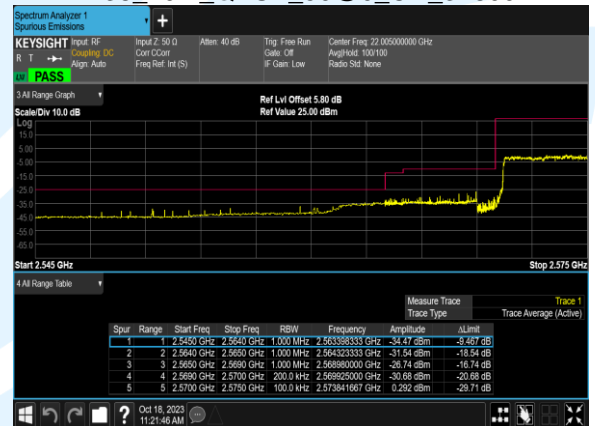 Spectrum Analyzer 1
Spurious Emissions
KEYSIGHT Input: RF Input Z: 50 Ω Atten: 40 dB Trig: Free Run Center Freq: 22.005000000 GHz
R T Coupling: DC Corr CCorr Gate: Off Avg|Hold: 100/100
Align: Auto Freq Ref: Int (S) IF Gain: Low Radio Std: None
LV PASS
3 All Range Graph
Ref Lvl Offset 5.80 dB
Scale/Div 10.0 dB Ref Value 25.00 dBm
Log
15.0
5.00
-5.00
-15.0
-25.0
-35.0
-45.0
-55.0
-65.0
Start 2.545 GHz Stop 2.575 GHz
4 All Range Table
Measure Trace Trace 1
Trace Type Trace Average (Active)
Spur Range Start Freq Stop Freq RBW Frequency Amplitude ΔLimit
1 1 2.5450 GHz 2.5640 GHz 1.000 MHz 2.563398333 GHz -34.47 dBm -9.467 dB
2 2 2.5640 GHz 2.5650 GHz 1.000 MHz 2.564323333 GHz -31.54 dBm -18.54 dB
3 3 2.5650 GHz 2.5690 GHz 1.000 MHz 2.568980000 GHz -26.74 dBm -16.74 dB
4 4 2.5690 GHz 2.5700 GHz 200.0 kHz 2.569925000 GHz -30.68 dBm -20.68 dB
5 5 2.5700 GHz 2.5750 GHz 100.0 kHz 2.573841667 GHz 0.292 dBm -29.71 dB
Oct 18, 2023
11:21:46 AM